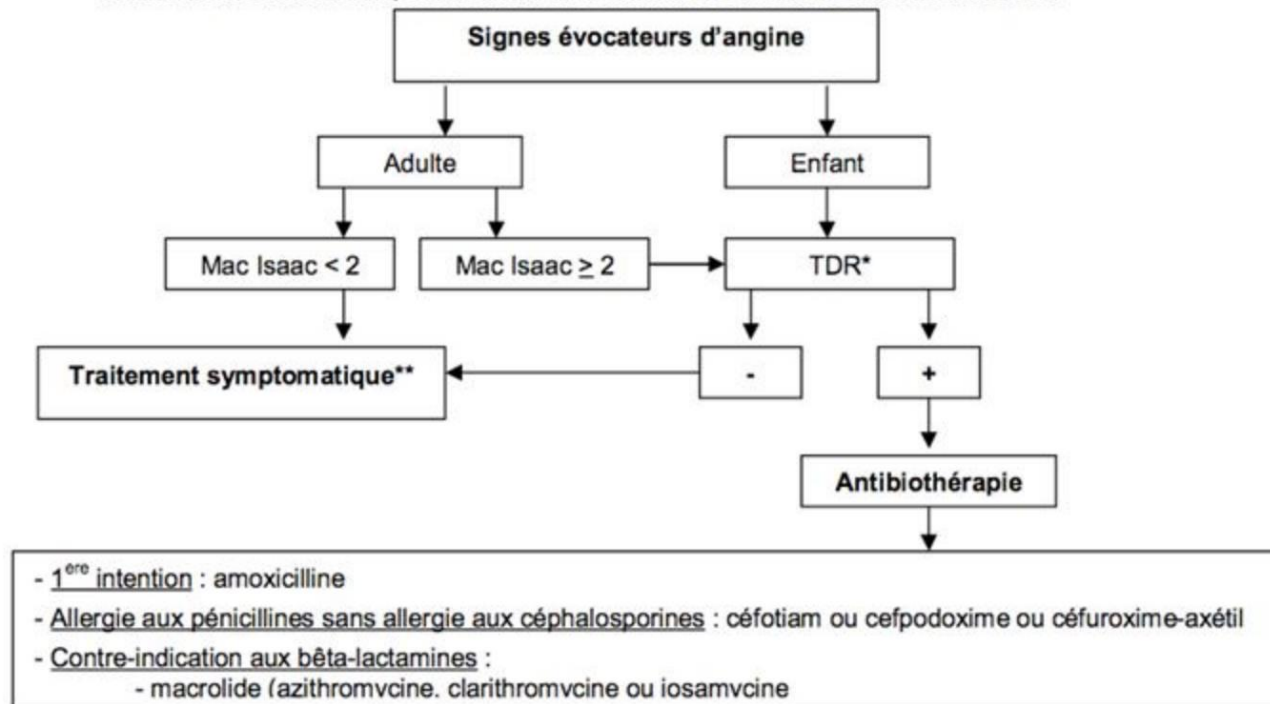 Signes évocateurs d'angine
Adulte
Enfant
Mac Isaac < 2
Mac Isaac ≥ 2
TDR*
Traitement symptomatique**
-
+
Antibiothérapie
- 1ère intention : amoxicilline
- Allergie aux pénicillines sans allergie aux céphalosporines : céfotiam ou cefpodoxime ou céfuroxime-axétil
- Contre-indication aux bêta-lactamines :
- macrolide (azithromycine, clarithromycine ou josamycine